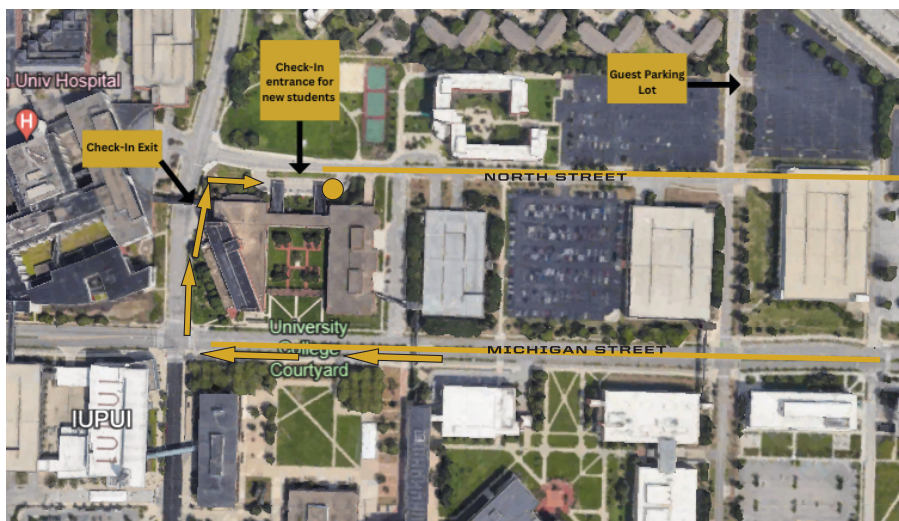 Check-In
entrance for
new students
Guest Parking
Lot
Univ Hospital
H
Check-In Exit
NORTH STREET
University
College
Courtyard
MICHIGAN STREET
IUPUI